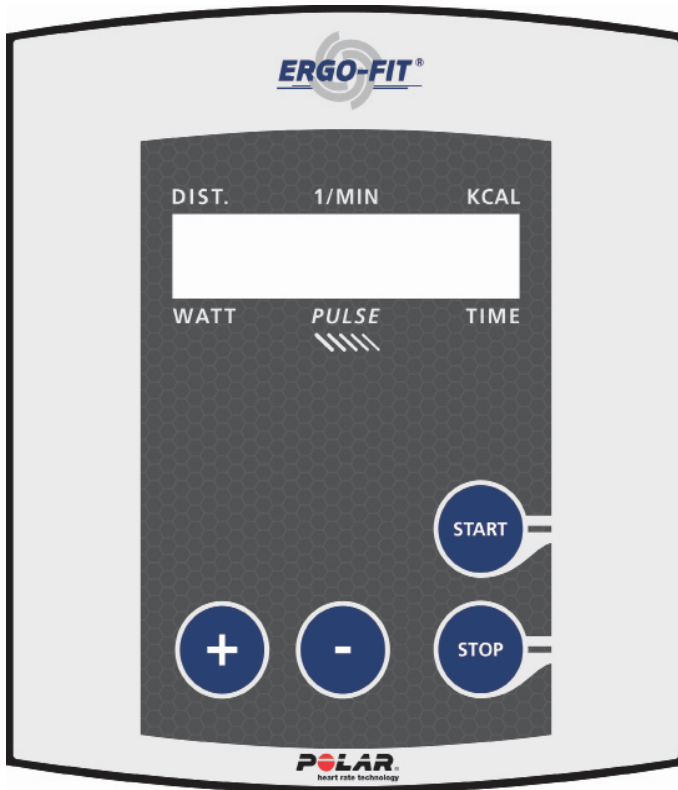 ERGO-FIT®
DIST. 1/MIN KCAL
WATT PULSE TIME
START
+ - STOP
POLAR®
heart rate technology